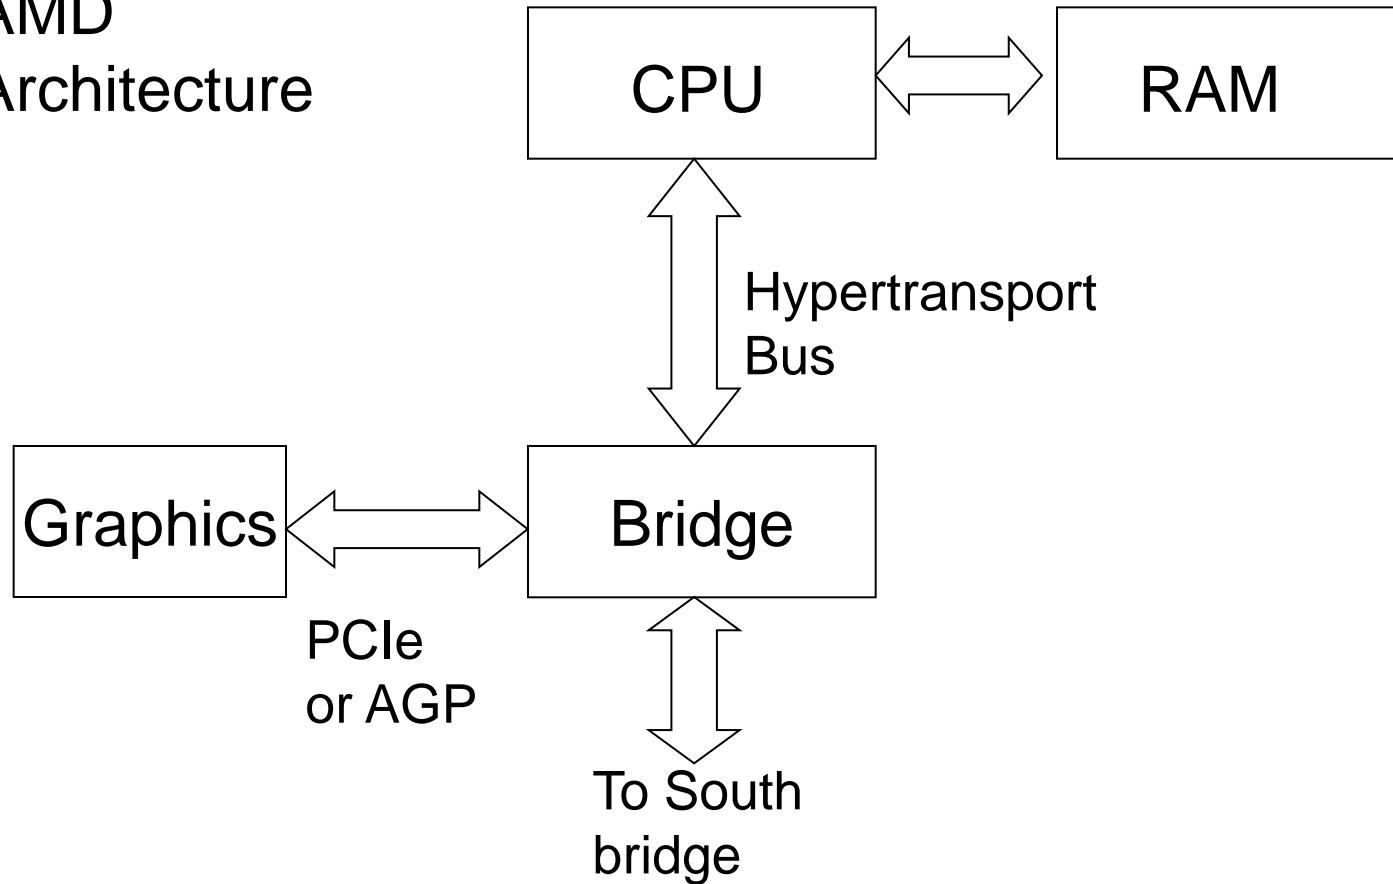 AMD
Architecture
CPU
RAM
Hypertransport
Bus
Graphics
Bridge
PCIe
or AGP
To South
bridge